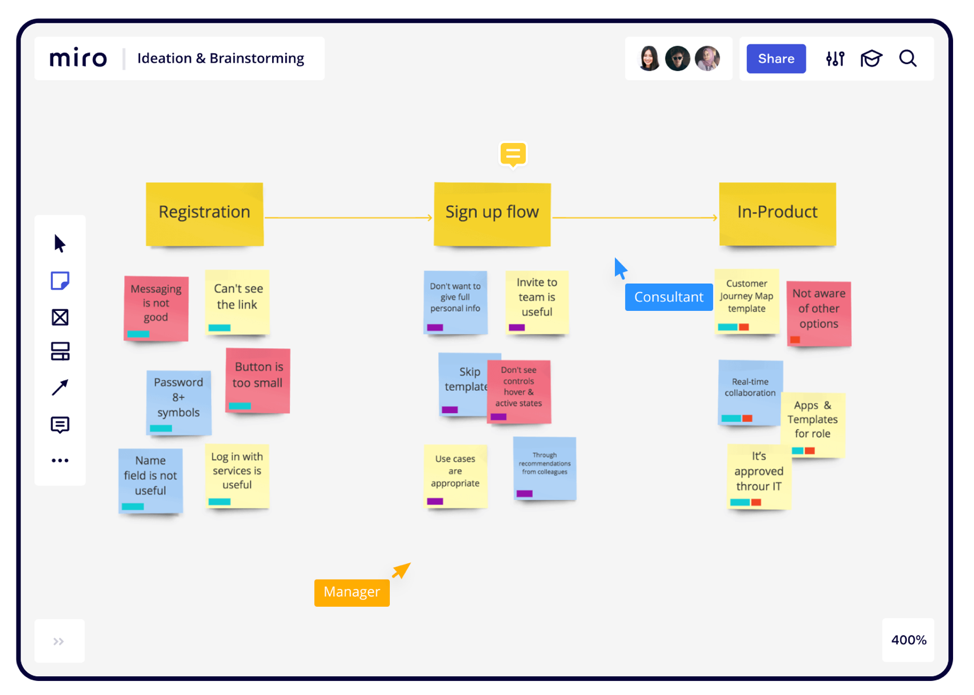 miro
Ideation & Brainstorming
Share
Registration
Sign up flow
In-Product
Messaging
is not
good
Can't see
the link
Button is
too small
Password
8+
symbols
Name
field is not
useful
Log in with
services is
useful
Don't want to
give full
personal info
Invite to
team is
useful
Skip
template
Don't see
controls
hover &
active states
Use cases
are
appropriate
Through
recommendations
from colleagues
Consultant
Customer
Journey Map
template
Not aware
of other
options
Real-time
collaboration
Apps &
Templates
for role
It's
approved
throur IT
Manager
400%